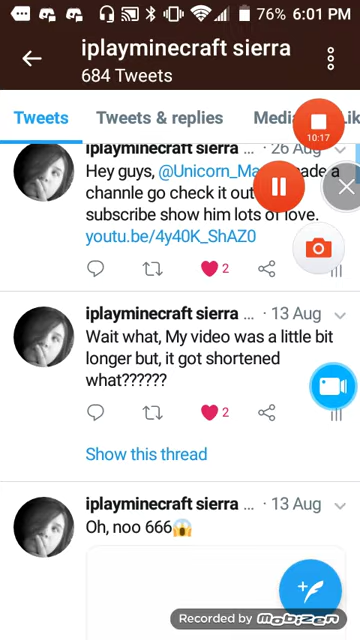 76% 6:01 PM
iplayminecraft sierra
684 Tweets
Tweets
Tweets & replies
Medi
ik
10:17
iplayminecraft sierra ... · 26 Aug
Hey guys, @Unicorn_Ma ade a
channle go check it out
subscribe show him lots of love.
youtu.be/4y40K_ShAZ0
2
iplayminecraft sierra ... · 13 Aug
Wait what, My video was a little bit
longer but, it got shortened
what??????
2
Show this thread
iplayminecraft sierra ... · 13 Aug
Oh, noo 666😱
Recorded by Mobizen